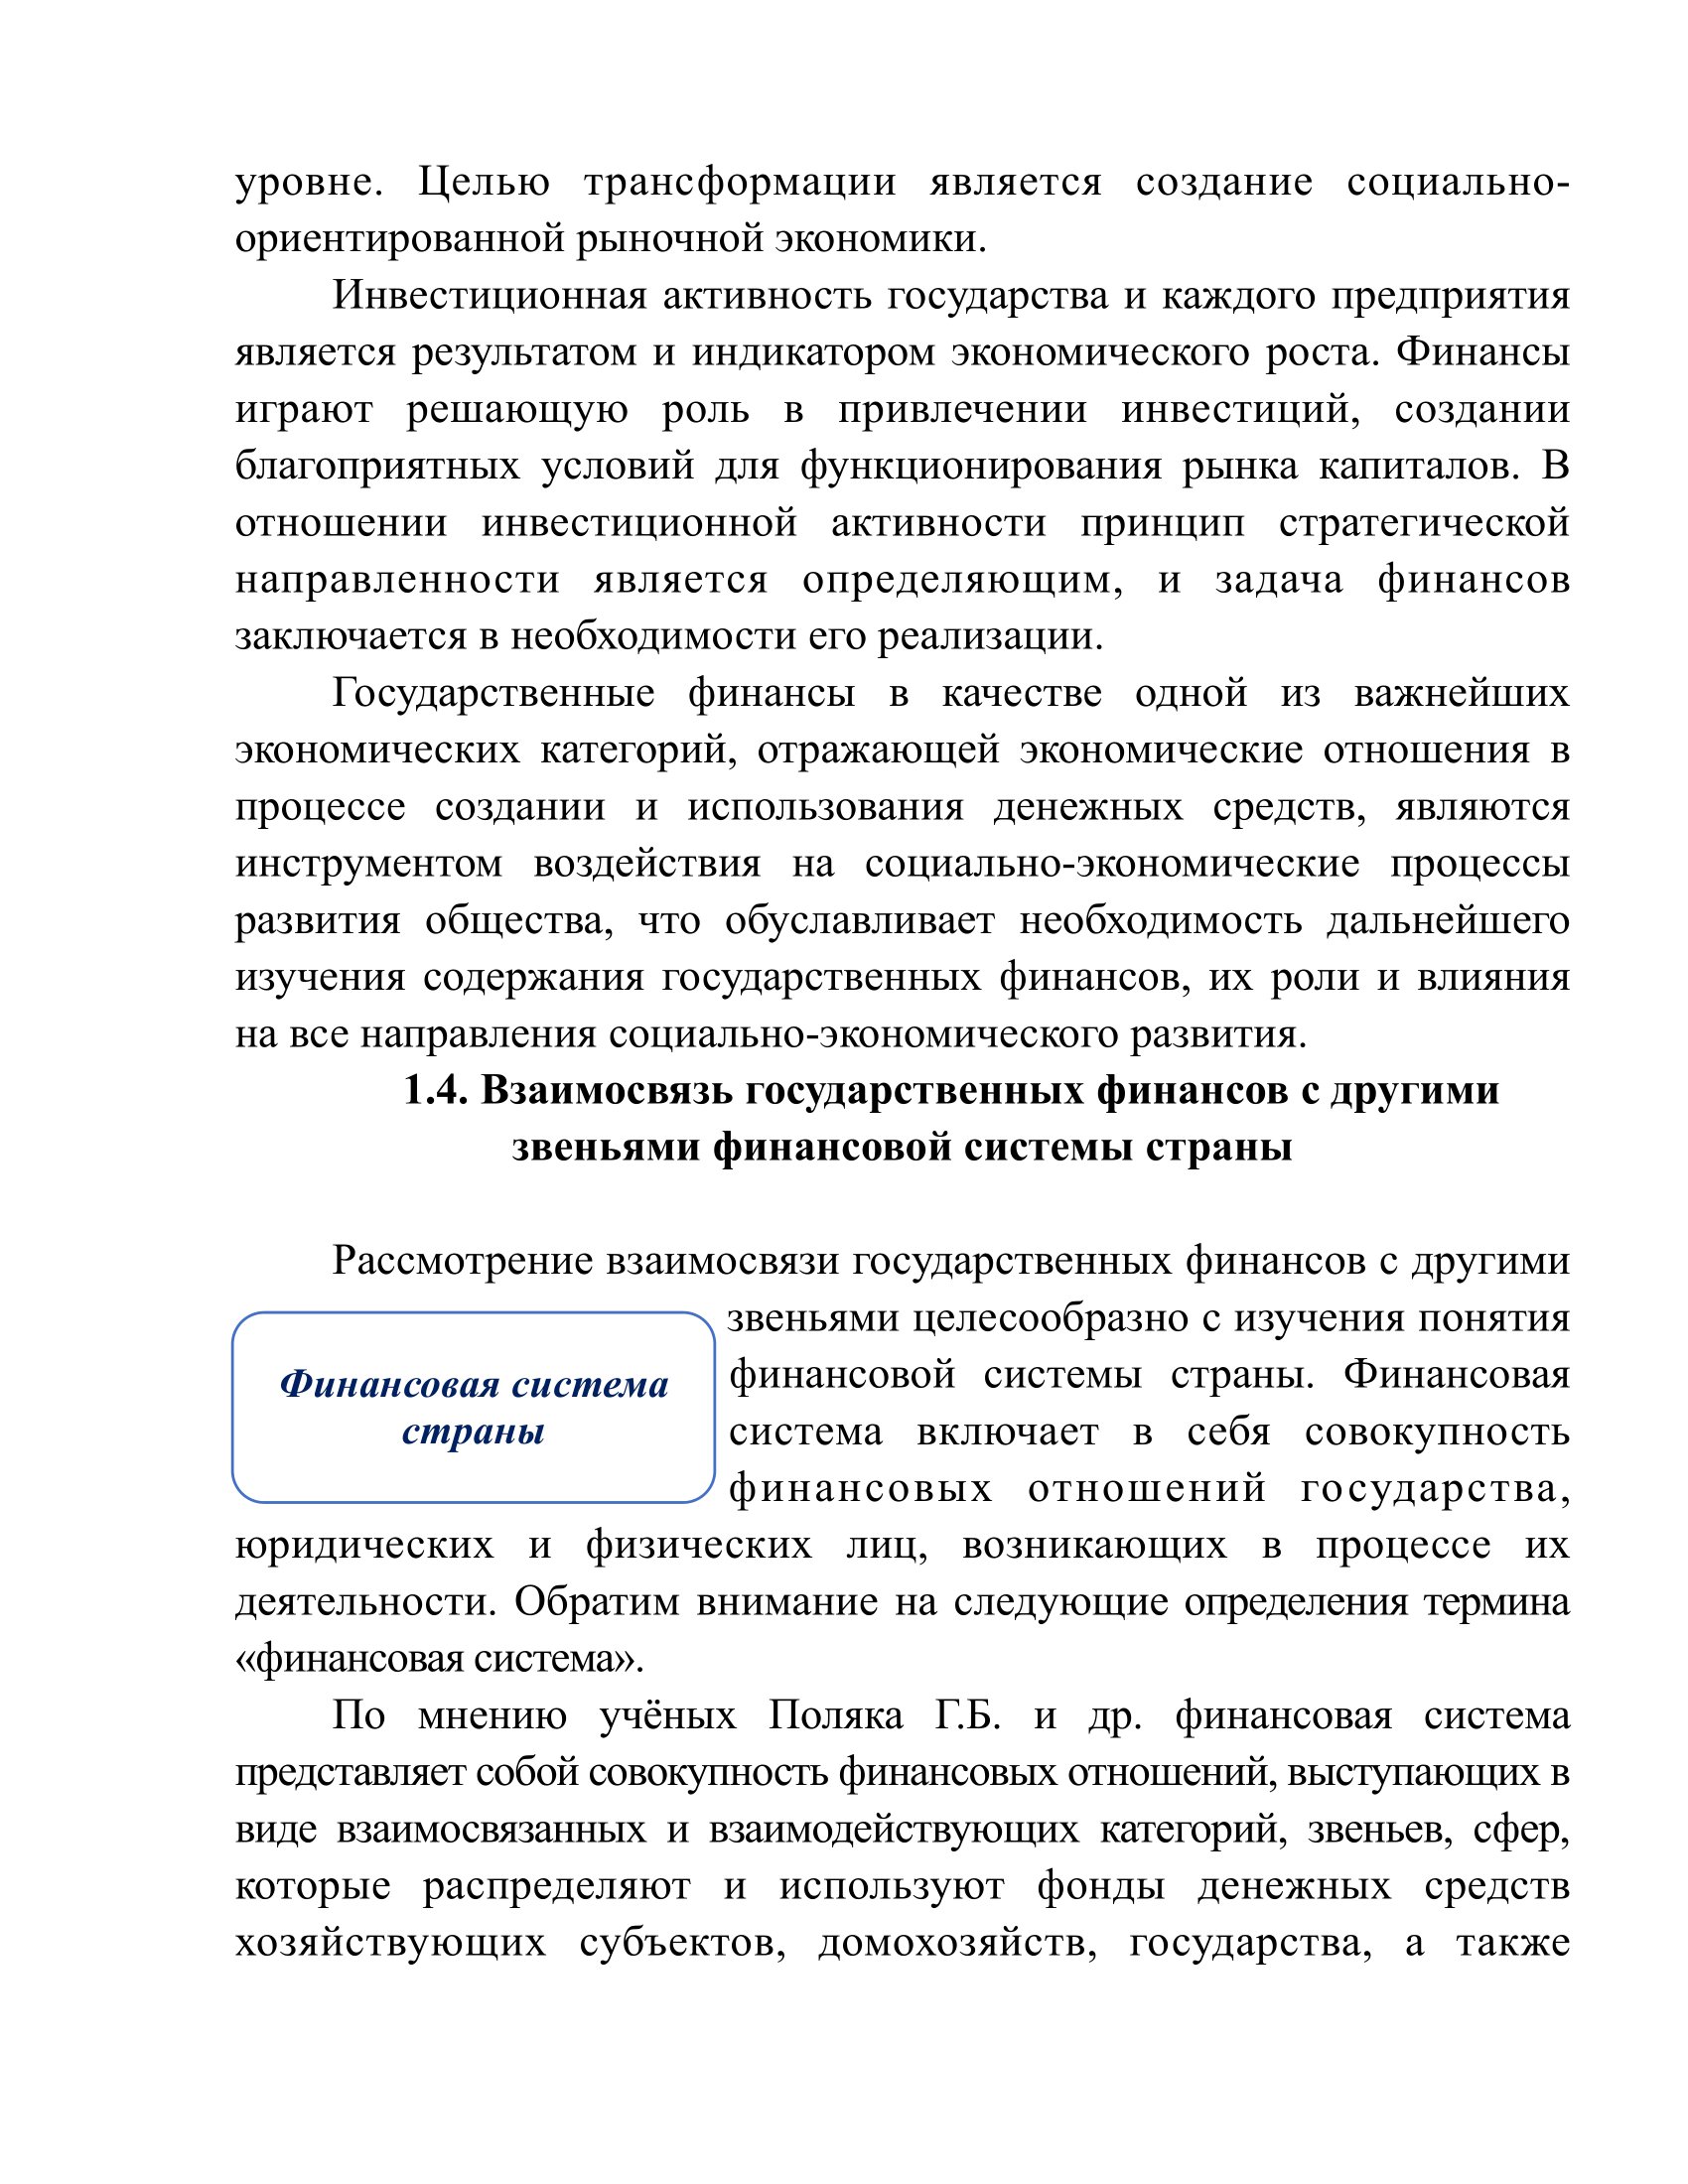 уровне. Целью трансформации является создание социально-
ориентированной рыночной экономики.
Инвестиционная активность государства и каждого предприятия
является результатом и индикатором экономического роста. Финансы
играют решающую роль в привлечении инвестиций, создании
благоприятных условий для функционирования рынка капиталов. В
отношении инвестиционной активности принцип стратегической
направленности является определяющим, и задача финансов
заключается в необходимости его реализации.
Государственные финансы в качестве одной из важнейших
экономических категорий, отражающей экономические отношения в
процессе создании и использования денежных средств, являются
инструментом воздействия на социально-экономические процессы
развития общества, что обуславливает необходимость дальнейшего
изучения содержания государственных финансов, их роли и влияния
на все направления социально-экономического развития.
1.4. Взаимосвязь государственных финансов с другими
звеньями финансовой системы страны
Рассмотрение взаимосвязи государственных финансов с другими
звеньями целесообразно с изучения понятия
финансовой системы страны. Финансовая
система включает в себя совокупность
финансовых отношений государства,
Финансовая система
страны
юридических и физических лиц, возникающих в процессе их
деятельности. Обратим внимание на следующие определения термина
«финансовая система».
По мнению учёных Поляка Г.Б. и др. финансовая система
представляет собой совокупность финансовых отношений, выступающих в
виде взаимосвязанных и взаимодействующих категорий, звеньев, сфер,
которые распределяют и используют фонды денежных средств
хозяйствующих субъектов, домохозяйств, государства, а также